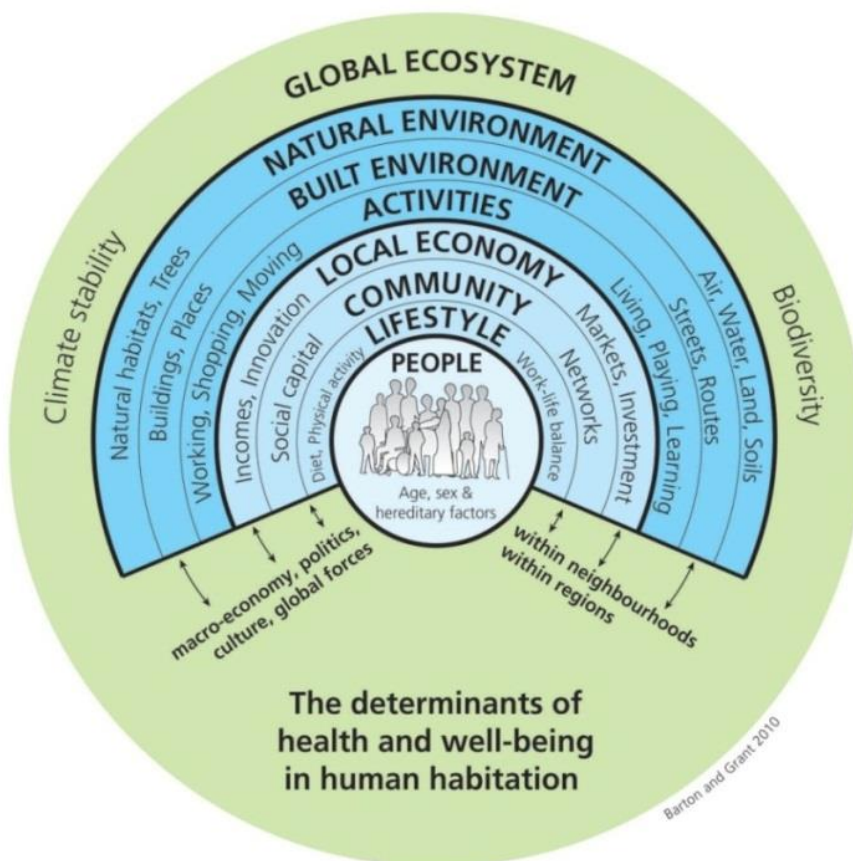 GLOBAL ECOSYSTEM
NATURAL ENVIRONMENT
BUILT ENVIRONMENT
ACTIVITIES
LOCAL ECONOMY
COMMUNITY
LIFESTYLE
PEOPLE
Age, sex &
hereditary factors
Climate stability
Natural habitats, Trees
Buildings, Places
Working, Shopping, Moving
Incomes, Innovation
Social capital
Diet, Physical activity
Work-life balance
Networks
Markets, Investment
Living, Playing, Learning
Streets, Routes
Air, Water, Land, Soils
Biodiversity
macro-economy, politics,
culture, global forces
within neighbourhoods
within regions
The determinants of
health and well-being
in human habitation
Barton and Grant 2010